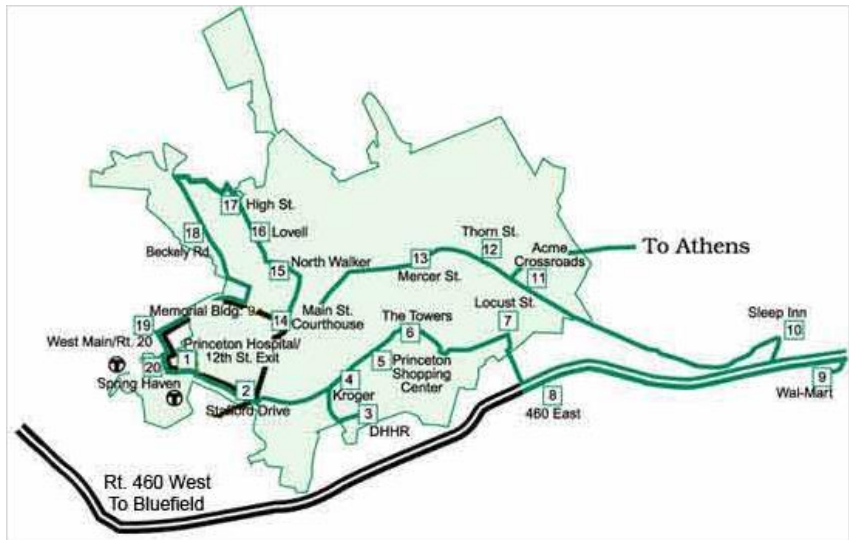 17 High St.
16 Lovell
18
Beckely Rd.
15 North Walker
12
Thorn St.
13
Mercer St.
Acme
Crossroads
11
To Athens
Memorial Bldg. 9
14
Main St.
Courthouse
19
West Main/Rt. 20
1
Princeton Hospital/
12th St. Exit
20
Spring Haven
T
T
2
Stafford Drive
The Towers
6
5 Princeton
Shopping
Center
4
Kroger
3
DHHR
Locust St.
7
Sleep Inn
10
9
Wal-Mart
8
460 East
Rt. 460 West
To Bluefield